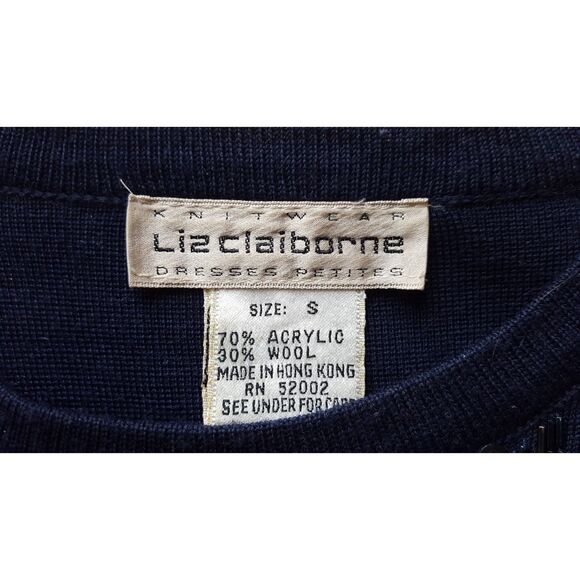 KNITWEAR
Liz claiborne
DRESSES PETITES
SIZE: S
70% ACRYLIC
30% WOOL
MADE IN HONG KONG
RN 52002
SEE UNDER FOR CARE